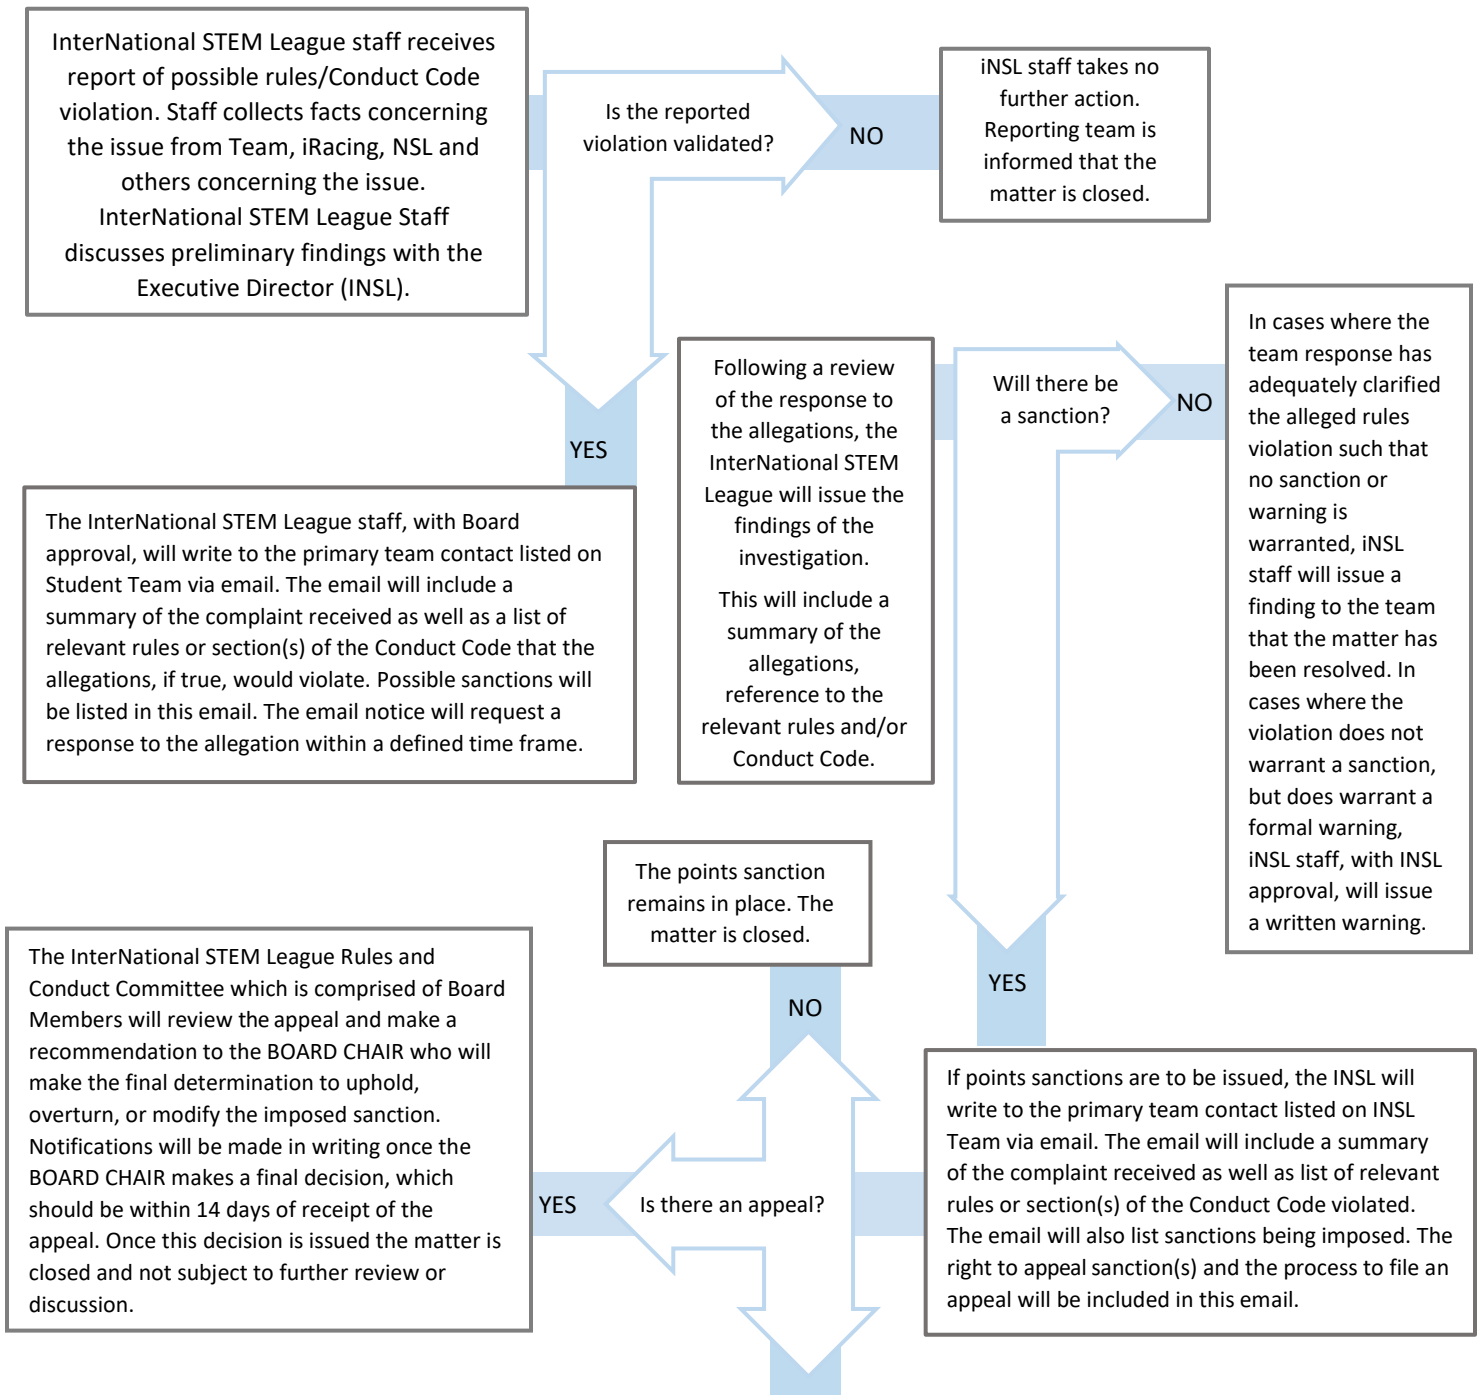 InterNational STEM League staff receives
report of possible rules/Conduct Code
violation. Staff collects facts concerning
the issue from Team, iRacing, NSL and
others concerning the issue.
InterNational STEM League Staff
discusses preliminary findings with the
Executive Director (INSL).
Is the reported
violation validated?
NO
iNSL staff takes no
further action.
Reporting team is
informed that the
matter is closed.
YES
The InterNational STEM League staff, with Board
approval, will write to the primary team contact listed on
Student Team via email. The email will include a
summary of the complaint received as well as a list of
relevant rules or section(s) of the Conduct Code that the
allegations, if true, would violate. Possible sanctions will
be listed in this email. The email notice will request a
response to the allegation within a defined time frame.
Following a review
of the response to
the allegations, the
InterNational STEM
League will issue the
findings of the
investigation.
This will include a
summary of the
allegations,
reference to the
relevant rules and/or
Conduct Code.
Will there be
a sanction?
NO
In cases where the
team response has
adequately clarified
the alleged rules
violation such that
no sanction or
warning is
warranted, iNSL
staff will issue a
finding to the team
that the matter has
been resolved. In
cases where the
violation does not
warrant a sanction,
but does warrant a
formal warning,
iNSL staff, with INSL
approval, will issue
a written warning.
YES
If points sanctions are to be issued, the INSL will
write to the primary team contact listed on INSL
Team via email. The email will include a summary
of the complaint received as well as list of relevant
rules or section(s) of the Conduct Code violated.
The email will also list sanctions being imposed. The
right to appeal sanction(s) and the process to file an
appeal will be included in this email.
Is there an appeal?
NO
The points sanction
remains in place. The
matter is closed.
YES
The InterNational STEM League Rules and
Conduct Committee which is comprised of Board
Members will review the appeal and make a
recommendation to the BOARD CHAIR who will
make the final determination to uphold,
overturn, or modify the imposed sanction.
Notifications will be made in writing once the
BOARD CHAIR makes a final decision, which
should be within 14 days of receipt of the
appeal. Once this decision is issued the matter is
closed and not subject to further review or
discussion.